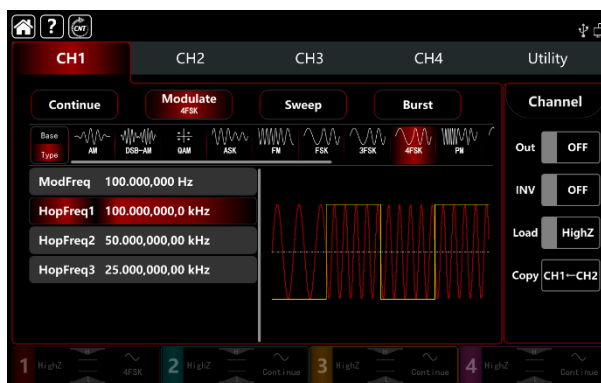 ? CNT
CH1 CH2 CH3 CH4 Utility
Continue Modulate 4FSK Sweep Burst Channel
Base Type AM DSB-AM QAM ASK FM FSK 3FSK 4FSK PM
Out OFF
ModFreq 100.000,000 Hz
INV OFF
HopFreq1 100.000,000,0 kHz
Load HighZ
HopFreq2 50.000,000,00 kHz
HopFreq3 25.000,000,00 kHz
Copy CH1←CH2
1 HighZ 4FSK 2 HighZ Continue 3 HighZ Continue 4 HighZ Continue